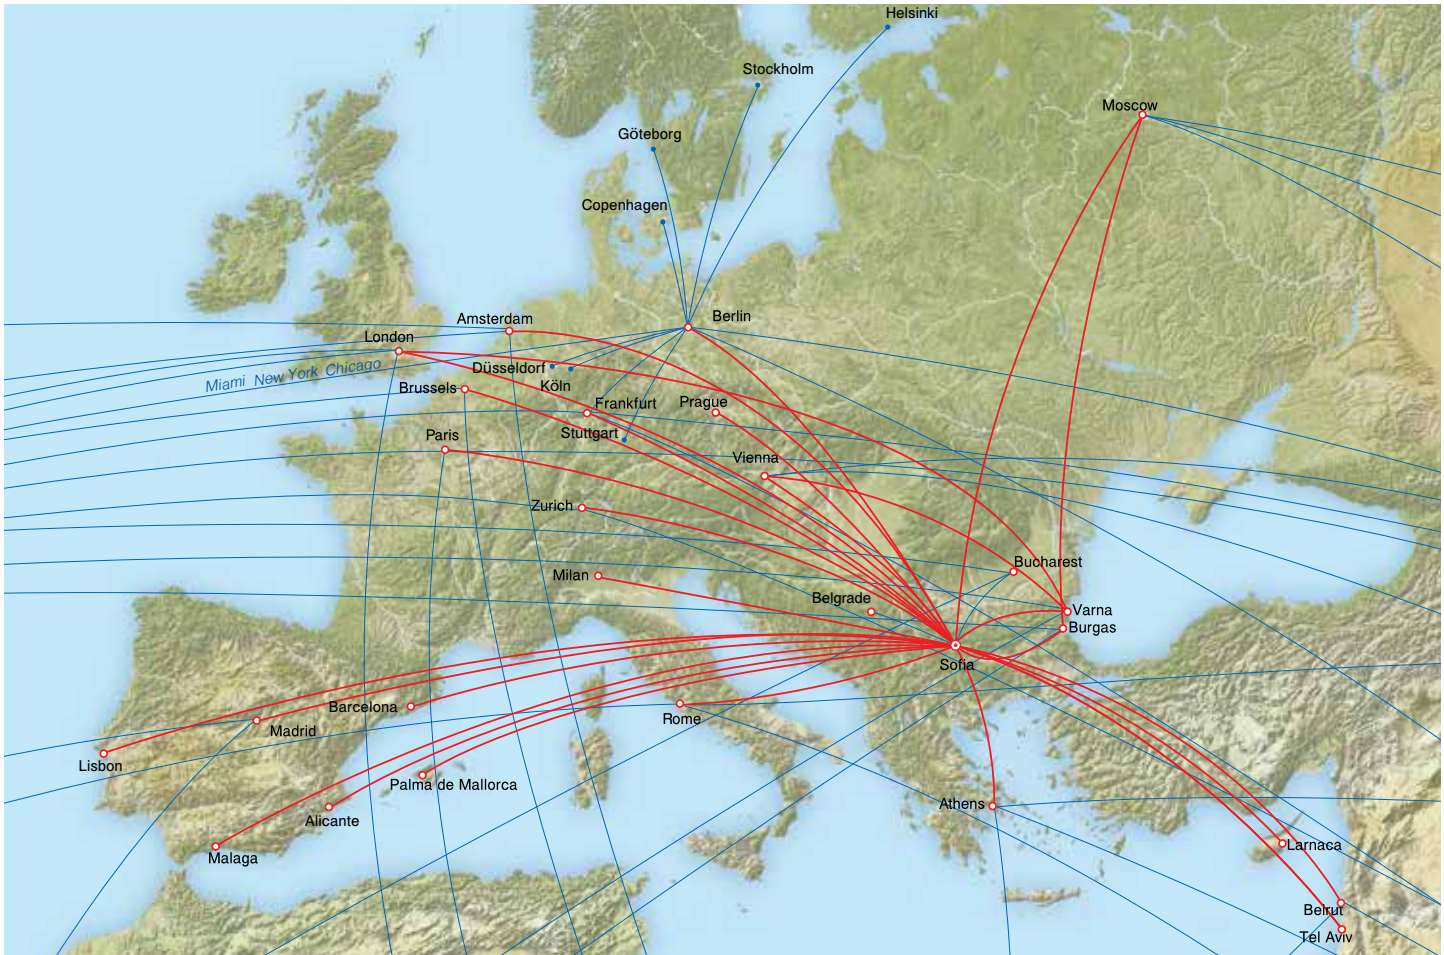 Helsinki
Stockholm
Moscow
Göteborg
Copenhagen
Berlin
Amsterdam
London
Miami New York Chicago
Düsseldorf
Köln
Brussels
Frankfurt
Prague
Stuttgart
Paris
Vienna
Zurich
Bucharest
Milan
Belgrade
Varna
Burgas
Sofia
Barcelona
Rome
Madrid
Lisbon
Palma de Mallorca
Athens
Alicante
Larnaca
Malaga
Beirut
Tel Aviv